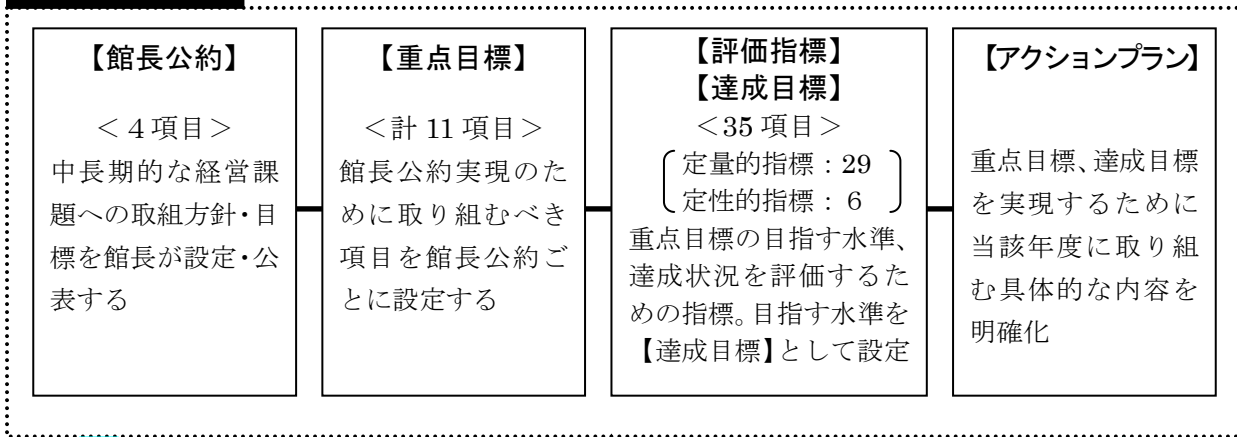 【館長公約】
＜４項目＞
中長期的な経営課
題への取組方針・目
標を館長が設定・公
表する
【重点目標】
＜計 11 項目＞
館長公約実現のた
めに取り組むべき
項目を館長公約ご
とに設定する
【評価指標】
【達成目標】
＜35 項目＞
定量的指標：29
定性的指標： 6
重点目標の目指す水準、
達成状況を評価するた
めの指標。目指す水準を
【達成目標】として設定
【アクションプラン】
重点目標、達成目標
を実現するために
当該年度に取り組
む具体的な内容を
明確化